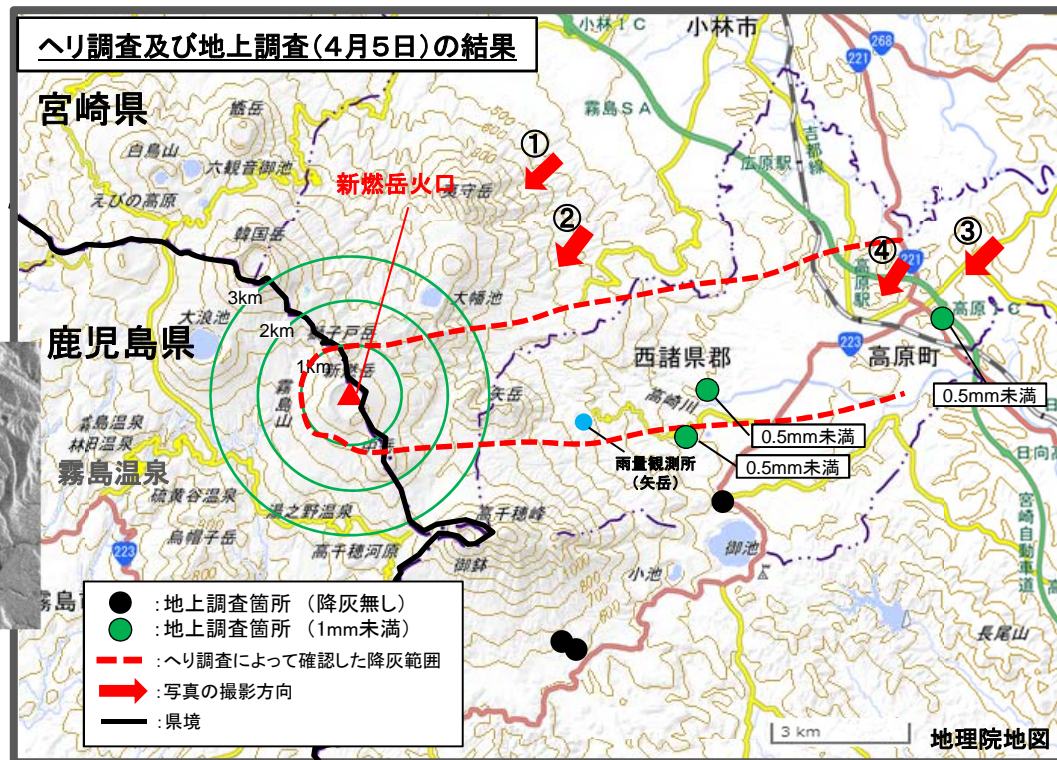 ヘリ調査及び地上調査(4月5日)の結果
小林IC
小林市
268
221
宮崎県
甑岳
白鳥山
六観音御池
えびの高原
韓国岳
新燃岳火口
夷守岳
霧島SA
広原駅
吉都線
①
②
③
④
221
高原駅
高原IC
3km
2km
1km
大幡池
大浪池
獅子戸岳
新燃岳
霧島山
中岳
矢岳
鹿児島県
西諸県郡
高原町
223
高崎川
0.5mm未満
0.5mm未満
0.5mm未満
雨量観測所
(矢岳)
林田温泉
霧島温泉
硫黄谷温泉
湯之野温泉
烏帽子岳
高千穂河原
高千穂峰
御鉢
御池
小池
223
宮崎自動車道
長尾山
800
600
:地上調査箇所 (降灰無し)
:地上調査箇所 (1mm未満)
:ヘリ調査によって確認した降灰範囲
:写真の撮影方向
:県境
3 km
地理院地図